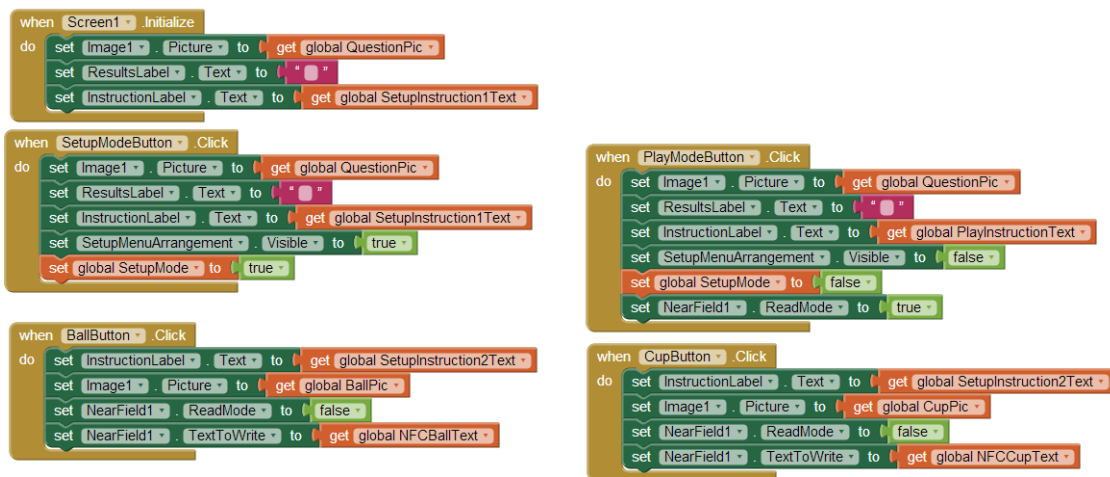 when Screen1 .Initialize
do set Image1 . Picture to get global QuestionPic
set ResultsLabel . Text to “ ”
set InstructionLabel . Text to get global SetupInstruction1Text
when SetupModeButton .Click
do set Image1 . Picture to get global QuestionPic
set ResultsLabel . Text to “ ”
set InstructionLabel . Text to get global SetupInstruction1Text
set SetupMenuArrangement . Visible to true
set global SetupMode to true
when PlayModeButton .Click
do set Image1 . Picture to get global QuestionPic
set ResultsLabel . Text to “ ”
set InstructionLabel . Text to get global PlayInstructionText
set SetupMenuArrangement . Visible to false
set global SetupMode to false
set NearField1 . ReadMode to true
when BallButton .Click
do set InstructionLabel . Text to get global SetupInstruction2Text
set Image1 . Picture to get global BallPic
set NearField1 . ReadMode to false
set NearField1 . TextToWrite to get global NFCBallText
when CupButton .Click
do set InstructionLabel . Text to get global SetupInstruction2Text
set Image1 . Picture to get global CupPic
set NearField1 . ReadMode to false
set NearField1 . TextToWrite to get global NFCCupText